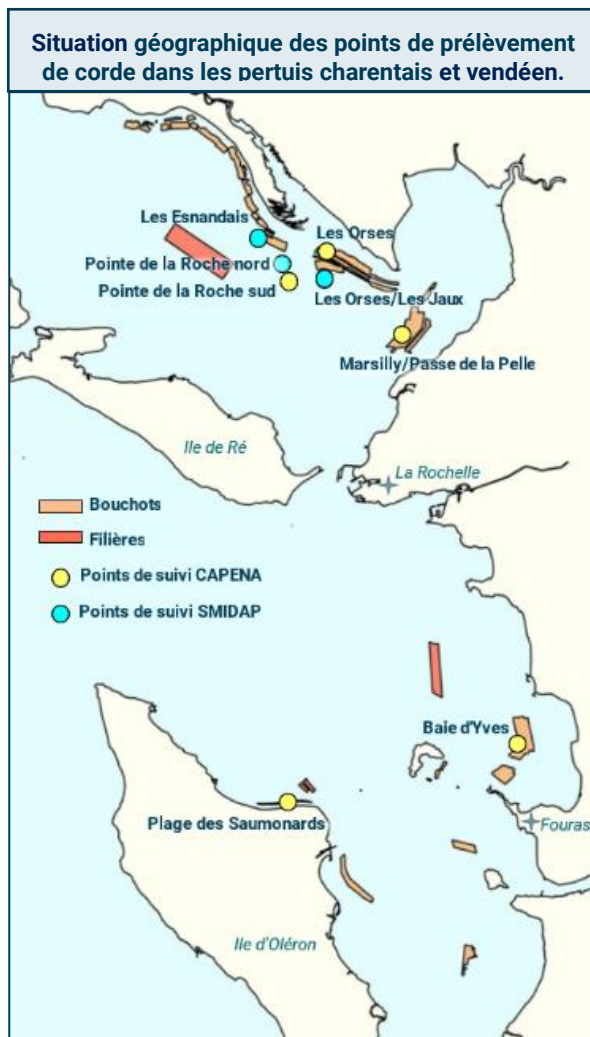 Situation géographique des points de prélèvement
de corde dans les pertuis charentais et vendéen.
Les Esnandais
Les Orses
Pointe de la Roche nord
Pointe de la Roche sud
Les Orses/Les Jaux
Marsilly/Passe de la Pelle
Ile de Ré
La Rochelle
Bouchots
Filières
Points de suivi CAPENA
Points de suivi SMIDAP
Baie d'Yves
Plage des Saumonards
Fouras
Ile d'Oléron